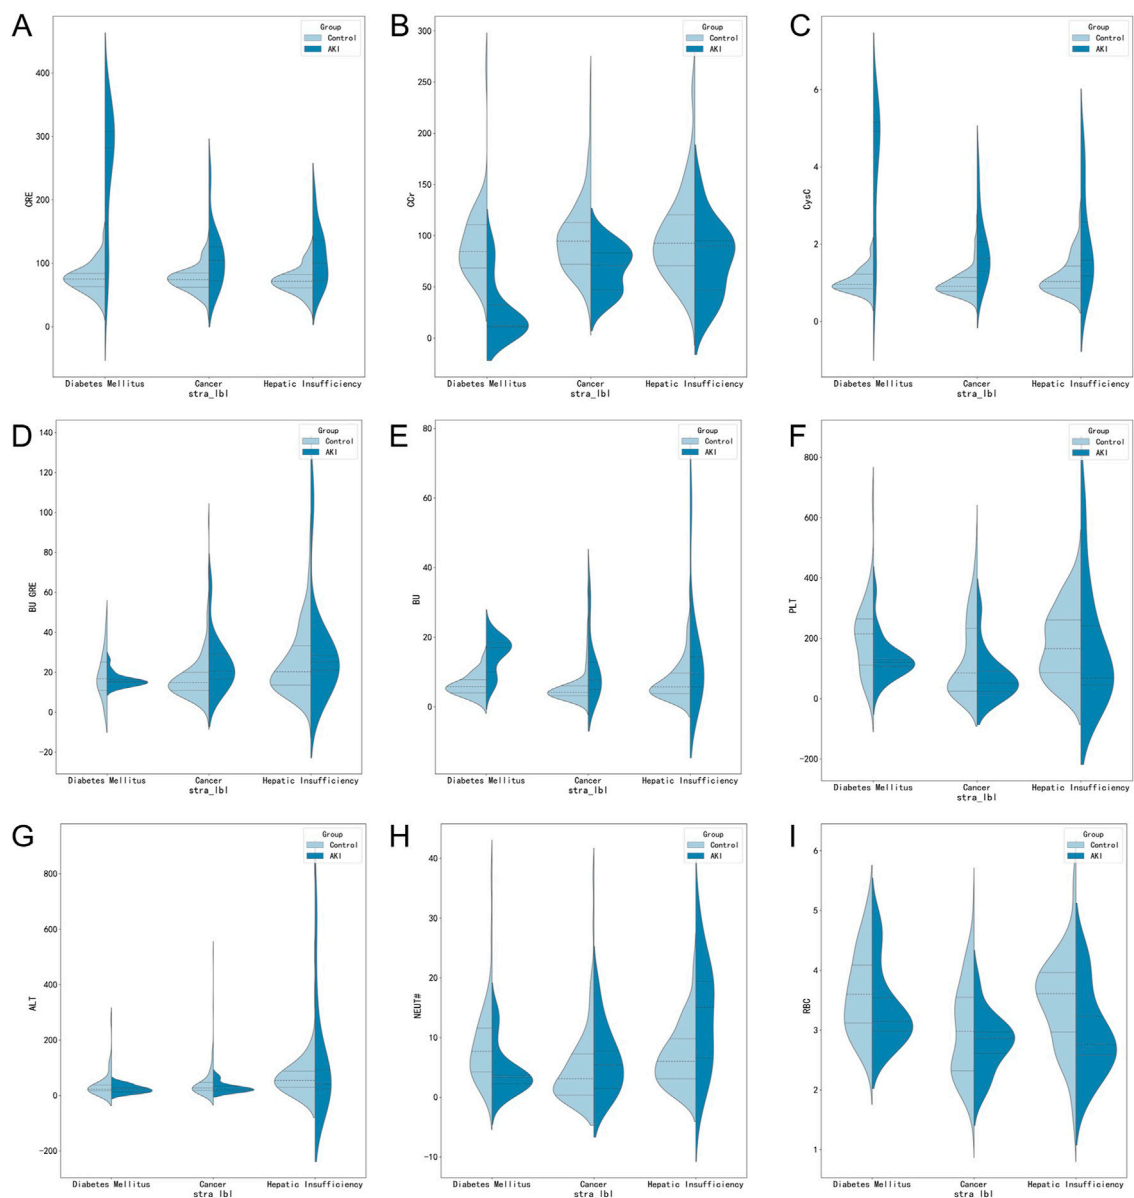 A
Group
Control
AKI
CRE
400
300
200
100
0
Diabetes Mellitus Cancer Hepatic Insufficiency
stra_lbl
B
Group
Control
AKI
CCr
300
250
200
150
100
50
0
Diabetes Mellitus Cancer Hepatic Insufficiency
stra_lbl
C
Group
Control
AKI
CysC
6
4
2
0
Diabetes Mellitus Cancer Hepatic Insufficiency
stra_lbl
D
Group
Control
AKI
BU GRE
140
120
100
80
60
40
20
0
-20
Diabetes Mellitus Cancer Hepatic Insufficiency
stra_lbl
E
Group
Control
AKI
BU
80
60
40
20
0
Diabetes Mellitus Cancer Hepatic Insufficiency
stra_lbl
F
Group
Control
AKI
PLT
800
600
400
200
0
-200
Diabetes Mellitus Cancer Hepatic Insufficiency
stra_lbl
G
Group
Control
AKI
ALT
800
600
400
200
0
-200
Diabetes Mellitus Cancer Hepatic Insufficiency
stra_lbl
H
Group
Control
AKI
NEUT#
40
30
20
10
0
-10
Diabetes Mellitus Cancer Hepatic Insufficiency
stra_lbl
I
Group
Control
AKI
RBC
6
5
4
3
2
1
Diabetes Mellitus Cancer Hepatic Insufficiency
stra_lbl